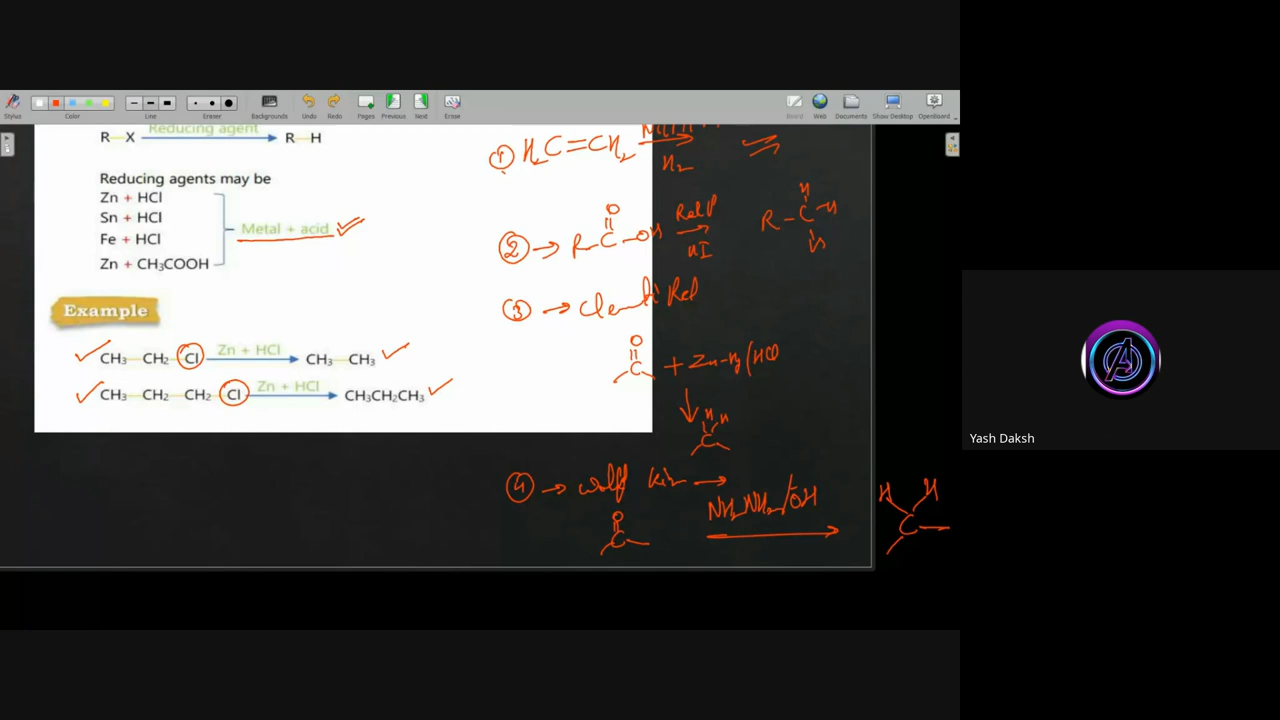 Stylus Color Line Eraser Backgrounds Undo Redo Pages Previous Next Erase Board Web Documents Show Desktop OpenBoard
Reducing agent
R—X → R—H
Reducing agents may be
Zn + HCl
Sn + HCl
Fe + HCl
Zn + CH₃COOH
Metal + acid
Example
CH₃—CH₂—Cl Zn + HCl → CH₃—CH₃
CH₃—CH₂—CH₂—Cl Zn + HCl → CH₃CH₂CH₃
① H₂C=CH₂ → H₂
② → R—C—OH
O
Red P
HI
R—C—H
H
③ → Red
O
C + Zn-Hg/HCl
↓
H H
C
④ → wolff →
O
C
NH₂NH₂/OH
→
H H
C
Yash Daksh